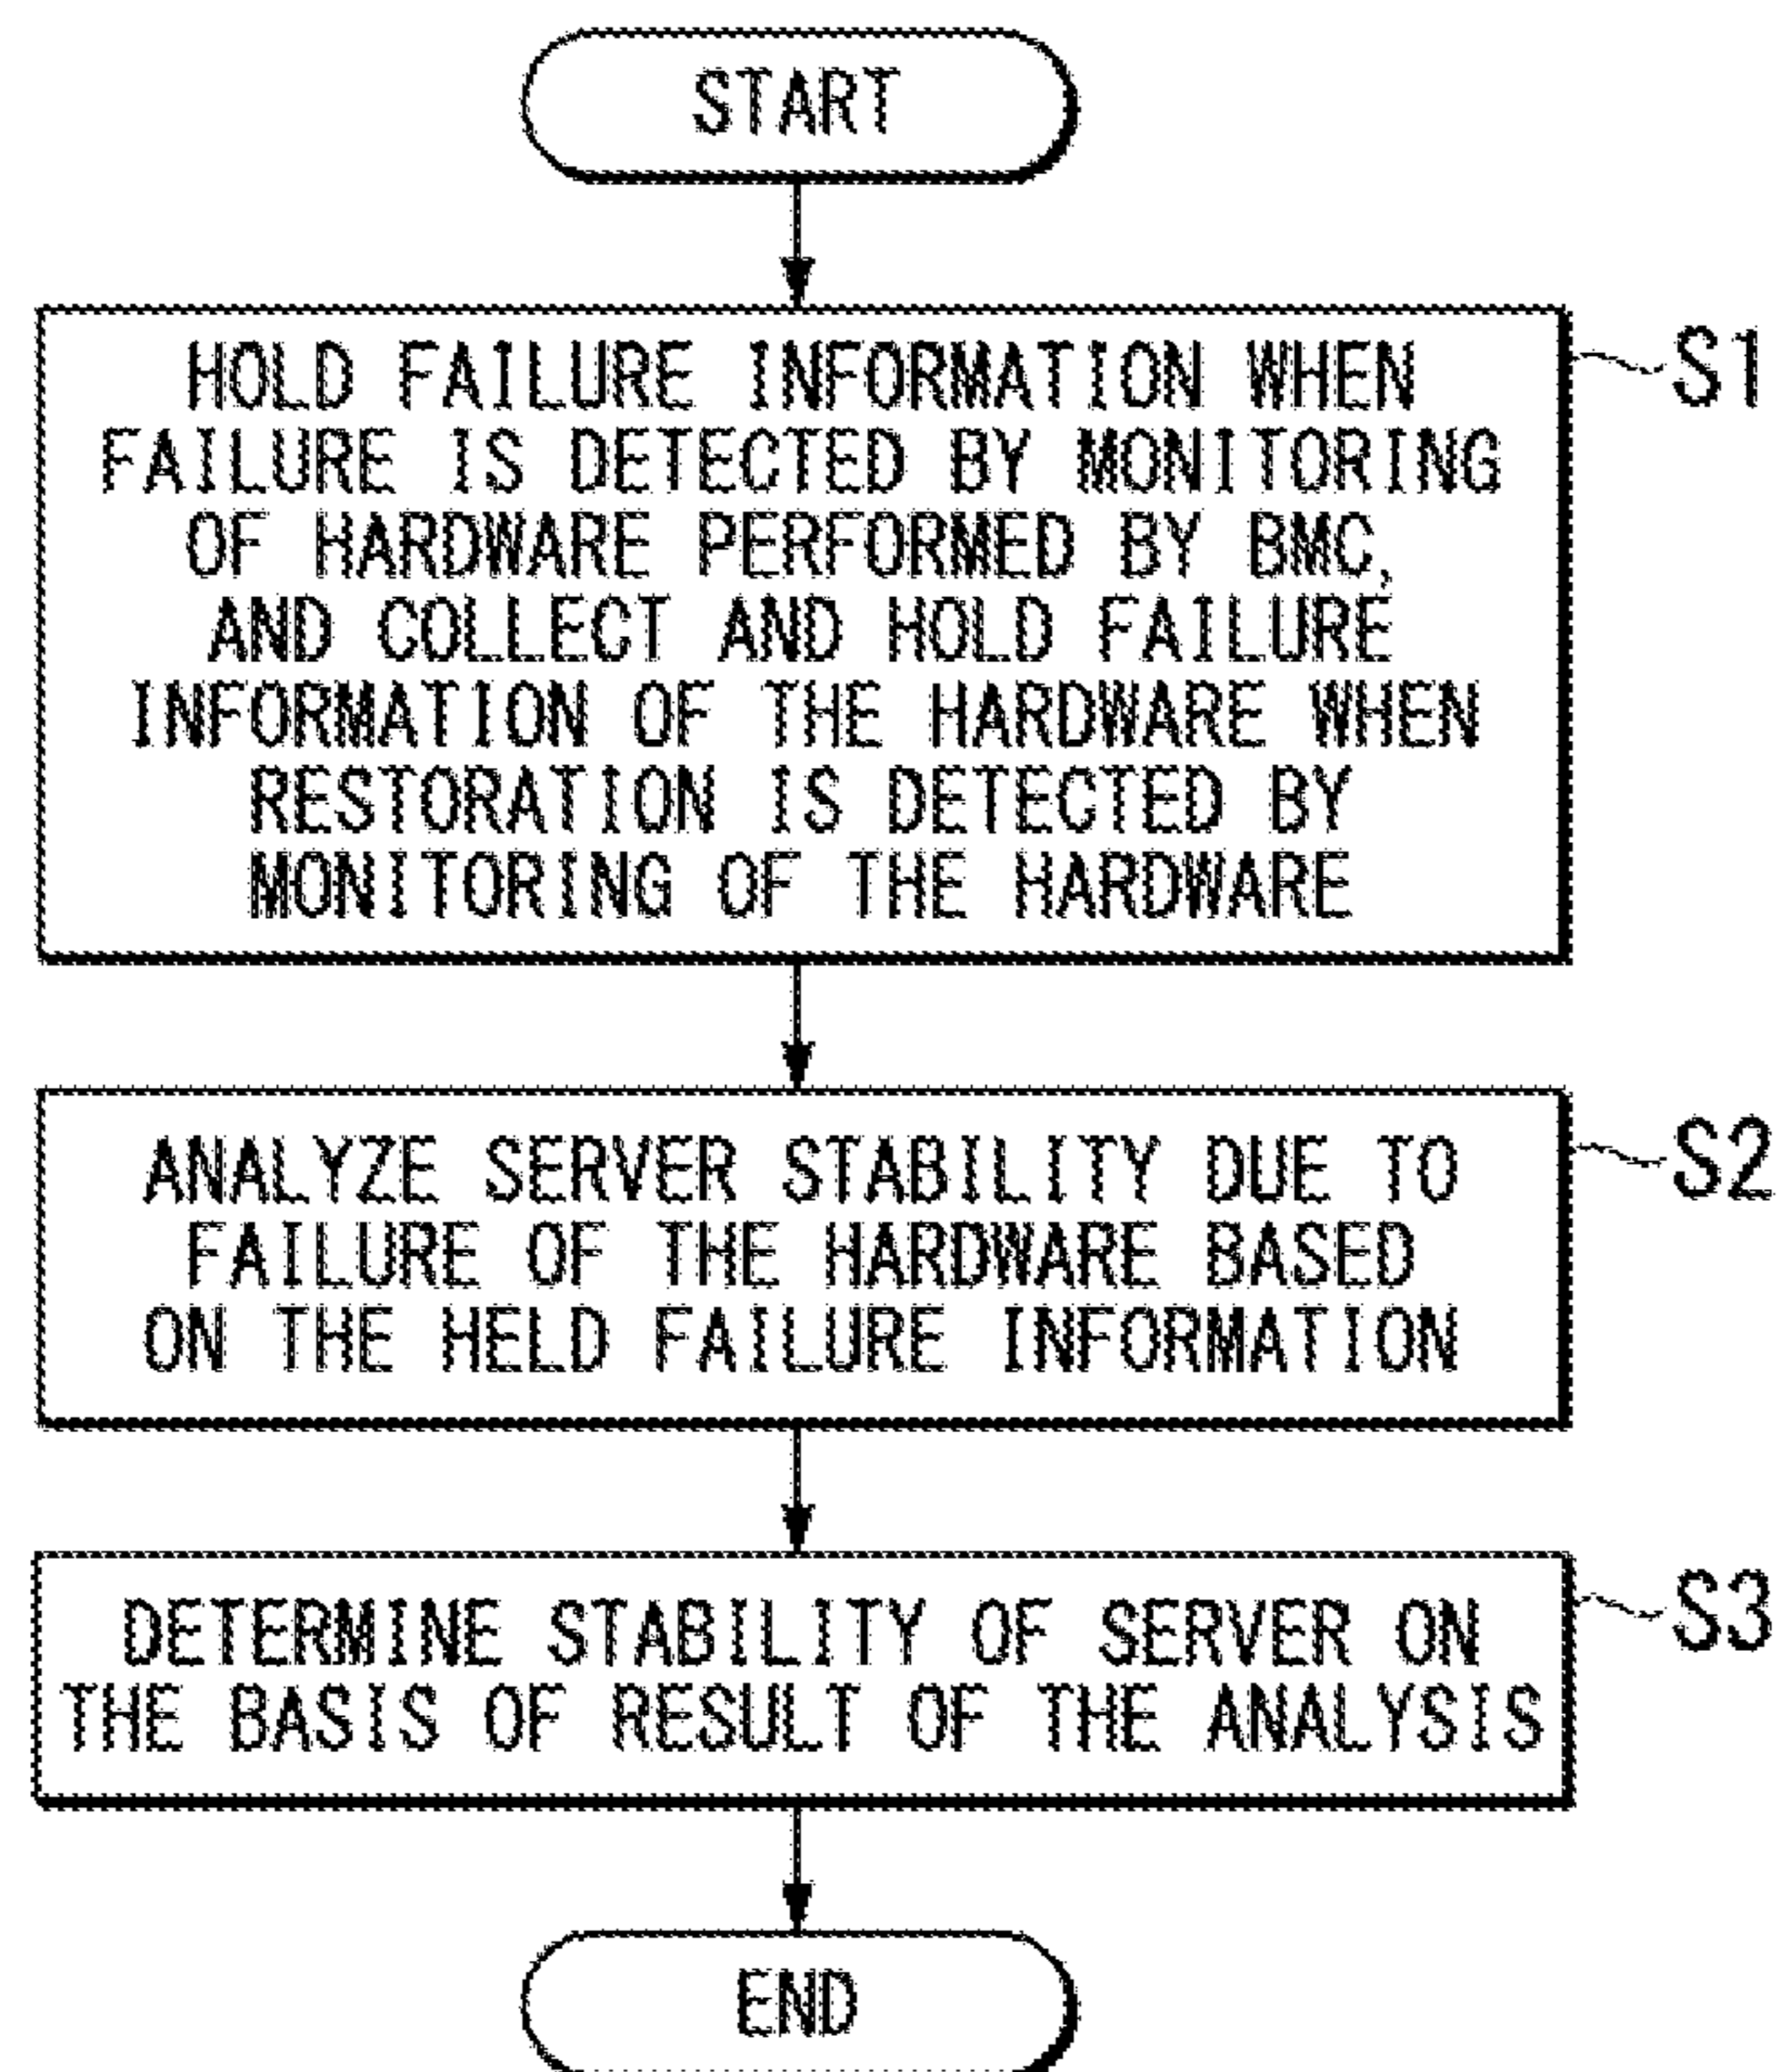 START
HOLD FAILURE INFORMATION WHEN
FAILURE IS DETECTED BY MONITORING
OF HARDWARE PERFORMED BY BMC,
AND COLLECT AND HOLD FAILURE
INFORMATION OF THE HARDWARE WHEN
RESTORATION IS DETECTED BY
MONITORING OF THE HARDWARE
S1
ANALYZE SERVER STABILITY DUE TO
FAILURE OF THE HARDWARE BASED
ON THE HELD FAILURE INFORMATION
S2
DETERMINE STABILITY OF SERVER ON
THE BASIS OF RESULT OF THE ANALYSIS
S3
END